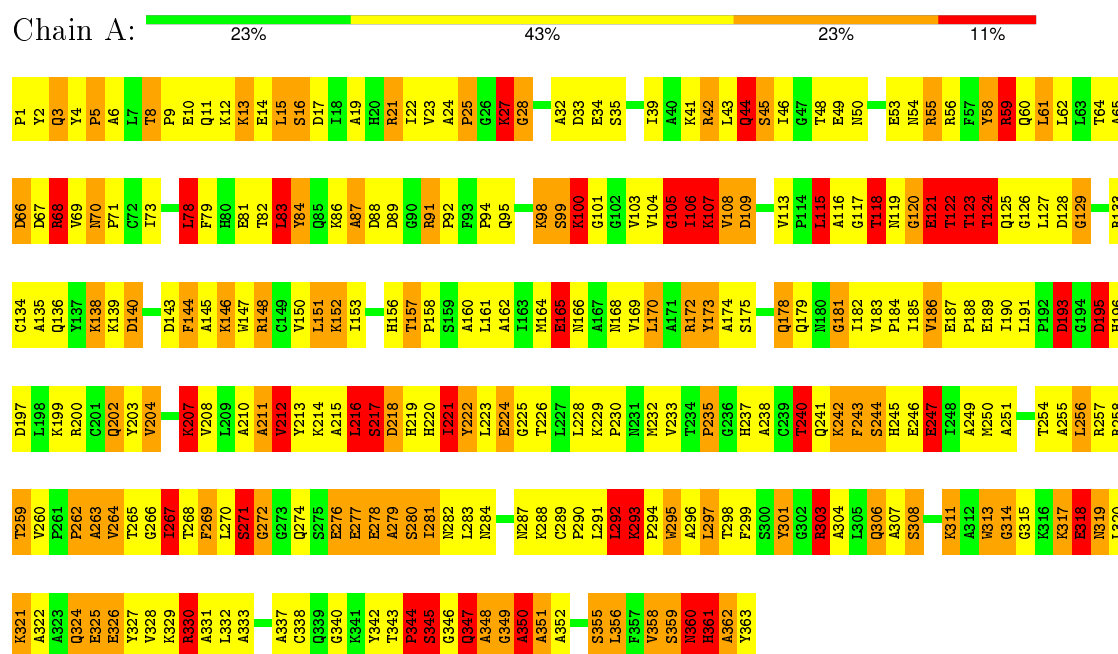 Chain A:
23% 43% 23% 11%
P1 Y2 Q3 Y4 P5 A6 L7 T8 P9 E10 Q11 K12 K13 E14 L15 S16 D17 I18 A19 H20 R21 I22 V23 A24 P25 G26 K27 G28 A32 D33 E34 S35 I39 A40 K41 R42 L43 Q44 S45 I46 G47 T48 E49 N50 E53 N54 R55 R56 F57 Y58 R59 Q60 L61 L62 L63 T64 A65
D66 D67 R68 V69 N70 P71 C72 I73 L78 F79 H80 E81 T82 L83 Y84 Q85 K86 A87 D88 D89 G90 R91 P92 F93 P94 Q95 K98 S99 K100 G101 G102 V103 V104 G105 I106 K107 V108 D109 V113 P114 L115 A116 G117 T118 N119 G120 E121 T122 T123 T124 Q125 G126 L127 D128 G129 R133
C134 A135 Q136 Y137 K138 K139 D140 D143 F144 A145 K146 W147 R148 C149 V150 L151 K152 I153 H156 T157 P158 S159 A160 L161 A162 I163 M164 E165 N166 A167 N168 V169 L170 A171 R172 Y173 A174 S175 Q178 Q179 N180 G181 I182 V183 P184 I185 V186 E187 P188 E189 I190 L191 P192 D193 G194 D195 H196
D197 L198 K199 R200 C201 Q202 Y203 V204 K207 V208 L209 A210 A211 V212 Y213 K214 A215 L216 S217 D218 H219 H220 I221 Y222 L223 E224 G225 T226 L227 L228 K229 P230 N231 M232 V233 T234 P235 G236 H237 A238 C239 T240 Q241 K242 F243 S244 H245 E246 E247 I248 A249 M250 A251 T254 A255 L256 R257 R258
T259 V260 P261 P262 A263 V264 T265 G266 I267 T268 F269 L270 S271 G272 G273 Q274 S275 E276 E277 E278 A279 S280 I281 N282 L283 N284 N287 K288 C289 P290 L291 L292 K293 P294 W295 A296 L297 T298 F299 S300 Y301 G302 R303 A304 L305 Q306 A307 S308 K311 A312 W313 G314 G315 K316 K317 E318 N319 L320
K321 A322 A323 Q324 E325 E326 Y327 V328 K329 R330 A331 L332 A333 A337 C338 Q339 G340 K341 Y342 T343 P344 S345 G346 Q347 A348 G349 A350 A351 A352 S355 L356 F357 V358 S359 N360 H361 A362 Y363